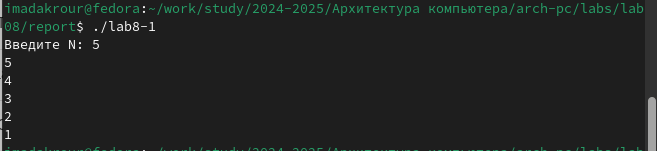 imadakrour@fedora:~/work/study/2024-2025/Архитектура компьютера/arch-pc/labs/lab
08/report$ ./lab8-1
Введите N: 5
5
4
3
2
1
imadakrour@fedora:~/work/study/2024-2025/Архитектура компьютера/arch-pc/labs/lab